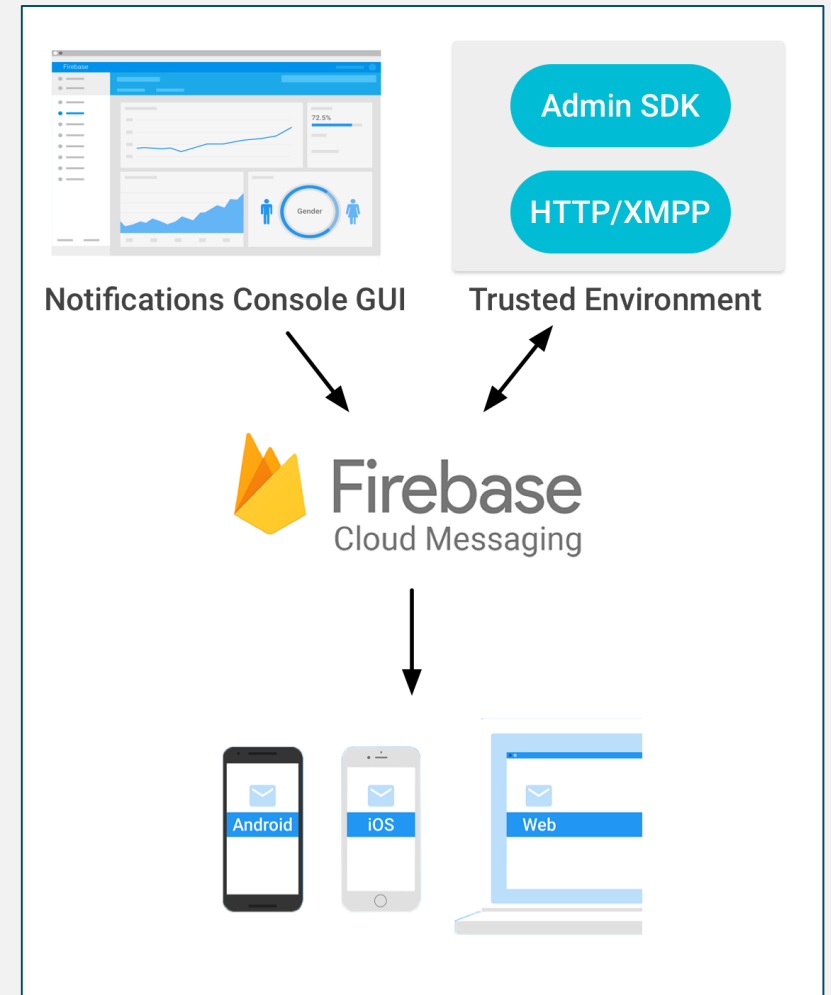 Firebase
72.5%
Gender
Notifications Console GUI
Admin SDK
HTTP/XMPP
Trusted Environment
Firebase
Cloud Messaging
Android
iOS
Web